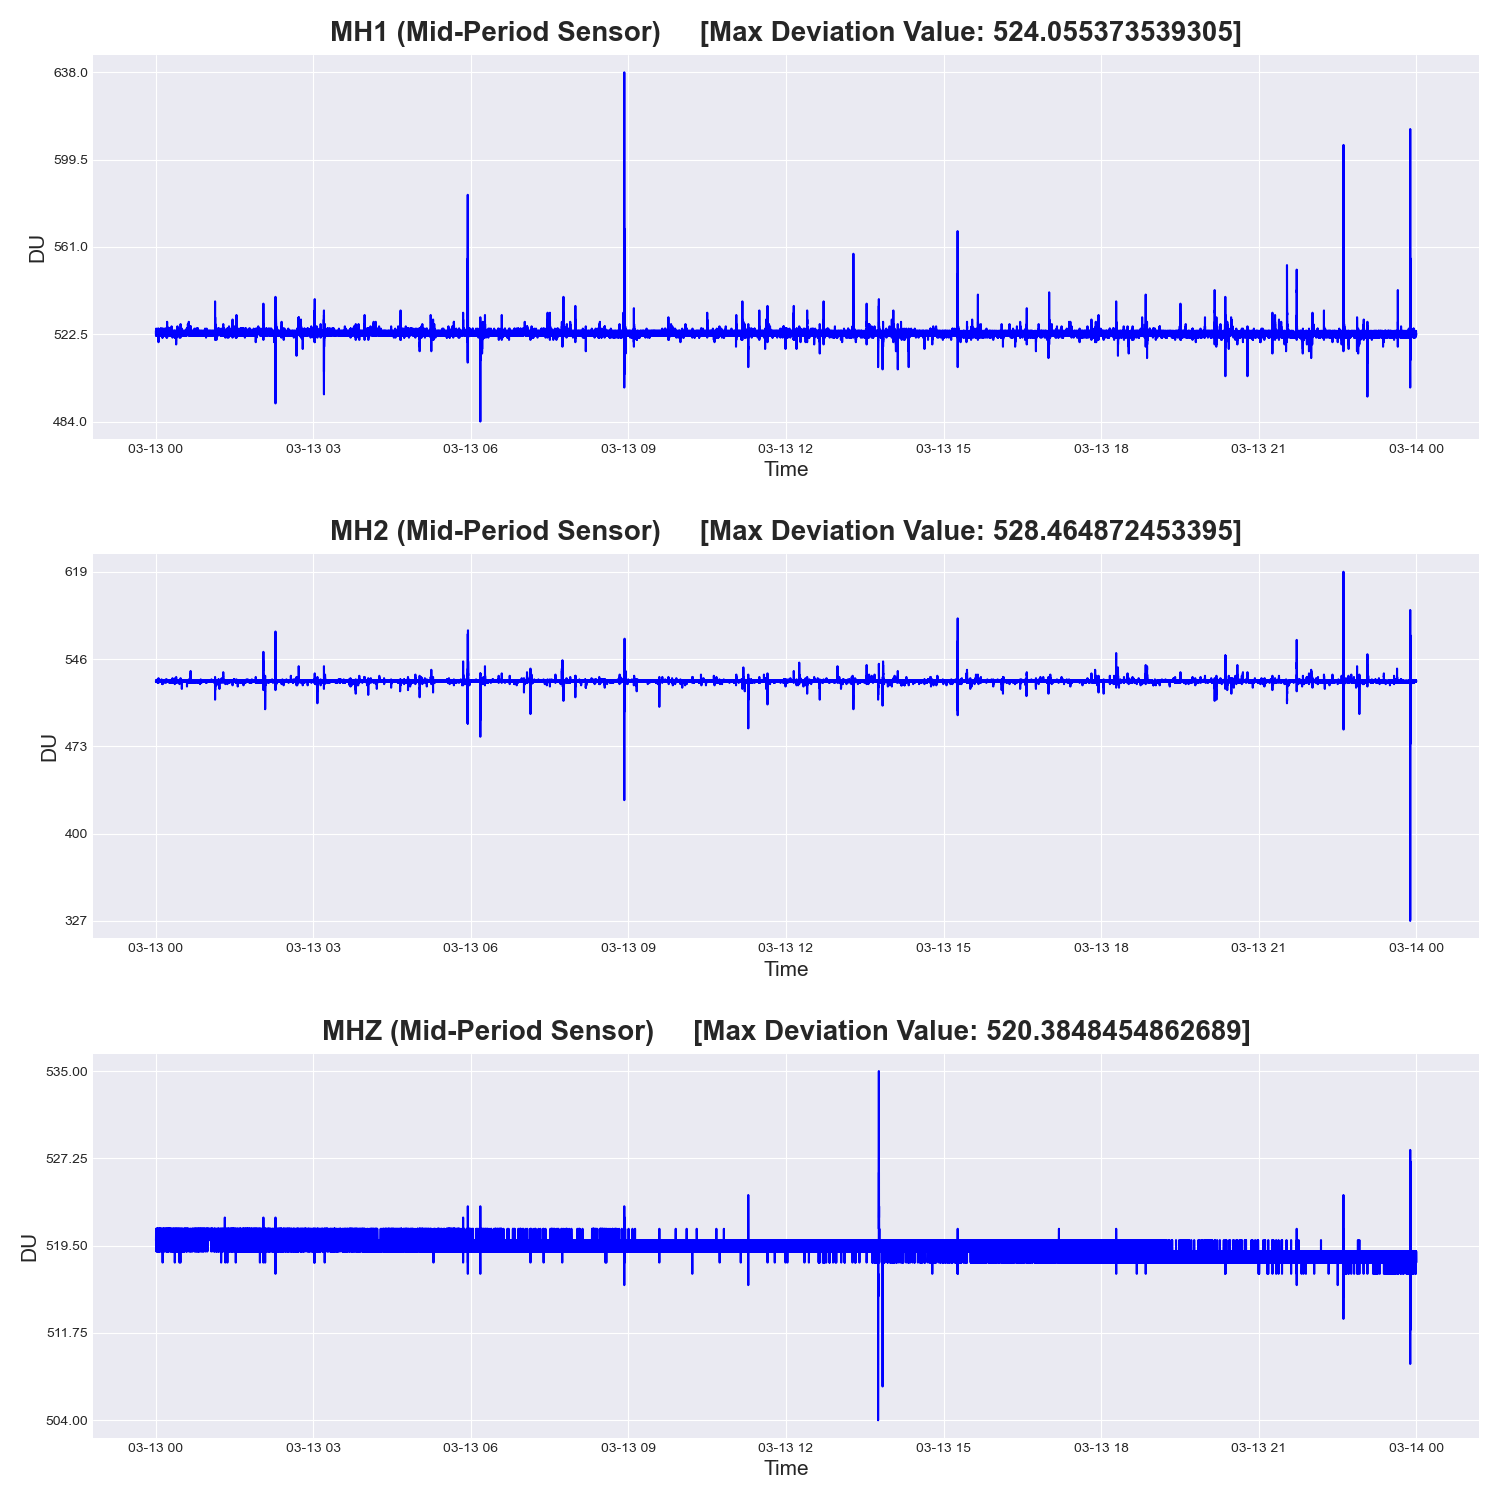 MH1 (Mid-Period Sensor) [Max Deviation Value: 524.055373539305]
638.0
599.5
561.0
522.5
484.0
DU
03-13 00 03-13 03 03-13 06 03-13 09 03-13 12 03-13 15 03-13 18 03-13 21 03-14 00
Time
MH2 (Mid-Period Sensor) [Max Deviation Value: 528.464872453395]
619
546
473
400
327
DU
03-13 00 03-13 03 03-13 06 03-13 09 03-13 12 03-13 15 03-13 18 03-13 21 03-14 00
Time
MHZ (Mid-Period Sensor) [Max Deviation Value: 520.3848454862689]
535.00
527.25
519.50
511.75
504.00
DU
03-13 00 03-13 03 03-13 06 03-13 09 03-13 12 03-13 15 03-13 18 03-13 21 03-14 00
Time